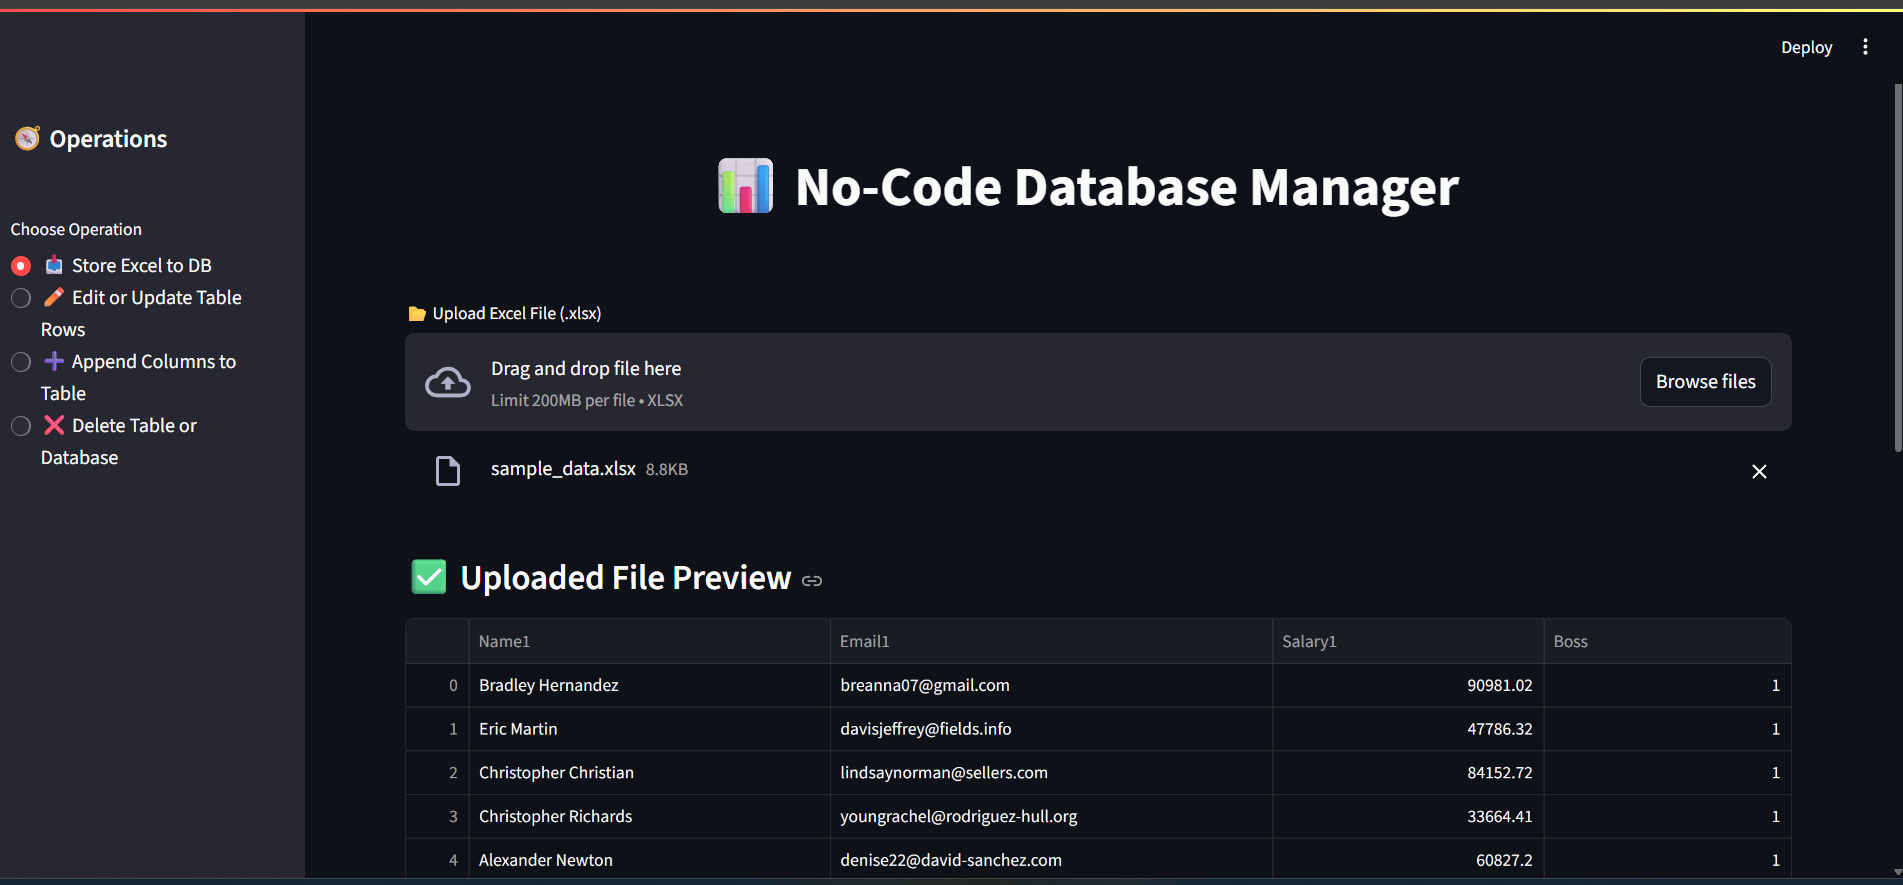 Deploy
Operations
Choose Operation
Store Excel to DB
Edit or Update Table
Rows
Append Columns to
Table
Delete Table or
Database
No-Code Database Manager
Upload Excel File (.xlsx)
Drag and drop file here
Limit 200MB per file • XLSX
Browse files
sample_data.xlsx 8.8KB
Uploaded File Preview
Name1 Email1 Salary1 Boss
0 Bradley Hernandez breanna07@gmail.com 90981.02 1
1 Eric Martin davisjeffrey@fields.info 47786.32 1
2 Christopher Christian lindsaynorman@sellers.com 84152.72 1
3 Christopher Richards youngrachel@rodriguez-hull.org 33664.41 1
4 Alexander Newton denise22@david-sanchez.com 60827.2 1